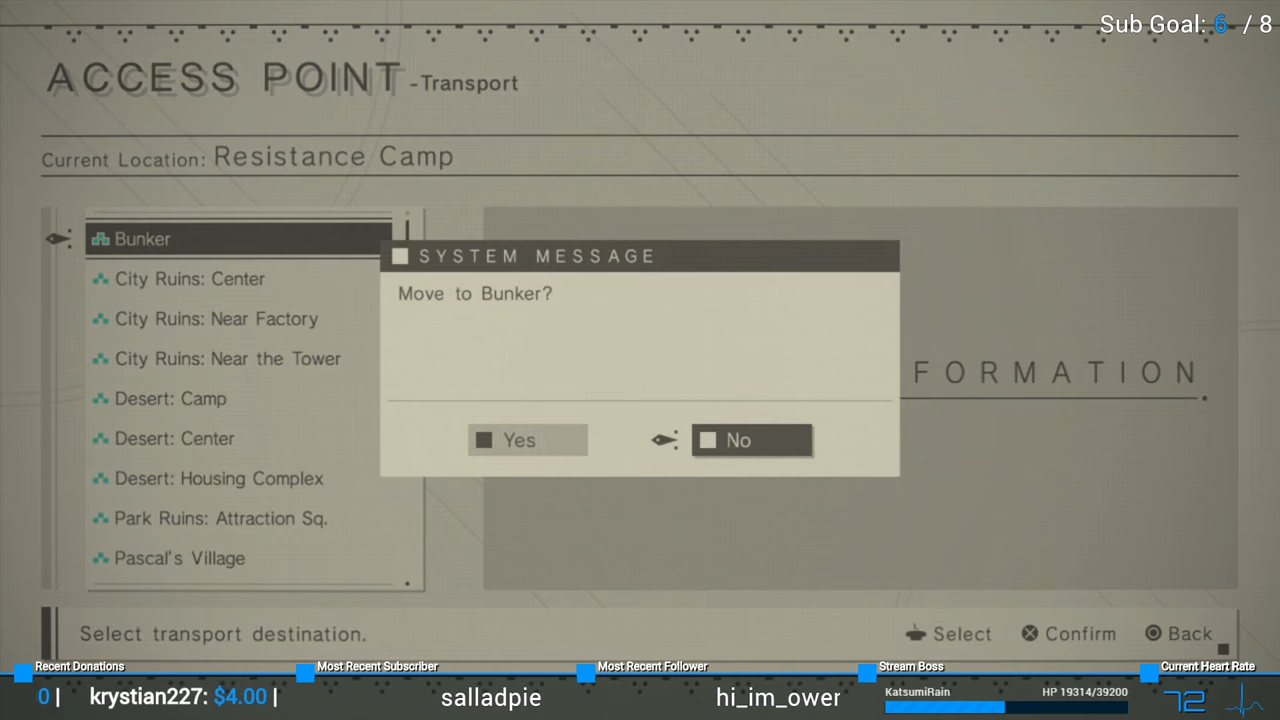 Sub Goal: 6 / 8
ACCESS POINT -Transport
Current Location: Resistance Camp
Bunker
City Ruins: Center
City Ruins: Near Factory
City Ruins: Near the Tower
Desert: Camp
Desert: Center
Desert: Housing Complex
Park Ruins: Attraction Sq.
Pascal's Village
SYSTEM MESSAGE
Move to Bunker?
Yes
No
FORMATION
Select transport destination.
Select
Confirm
Back
Recent Donations
0 | krystian227: $4.00 |
Most Recent Subscriber
salladpie
Most Recent Follower
hi_im_ower
Stream Boss
KatsumiRain HP 19314/39200
Current Heart Rate
72